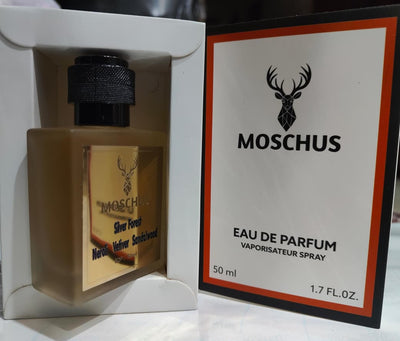 MOSCHUS
Silver Forest
Vetiver Sandalwood
MOSCHUS
EAU DE PARFUM
VAPORISATEUR SPRAY
50 ml
1.7 FL.OZ.